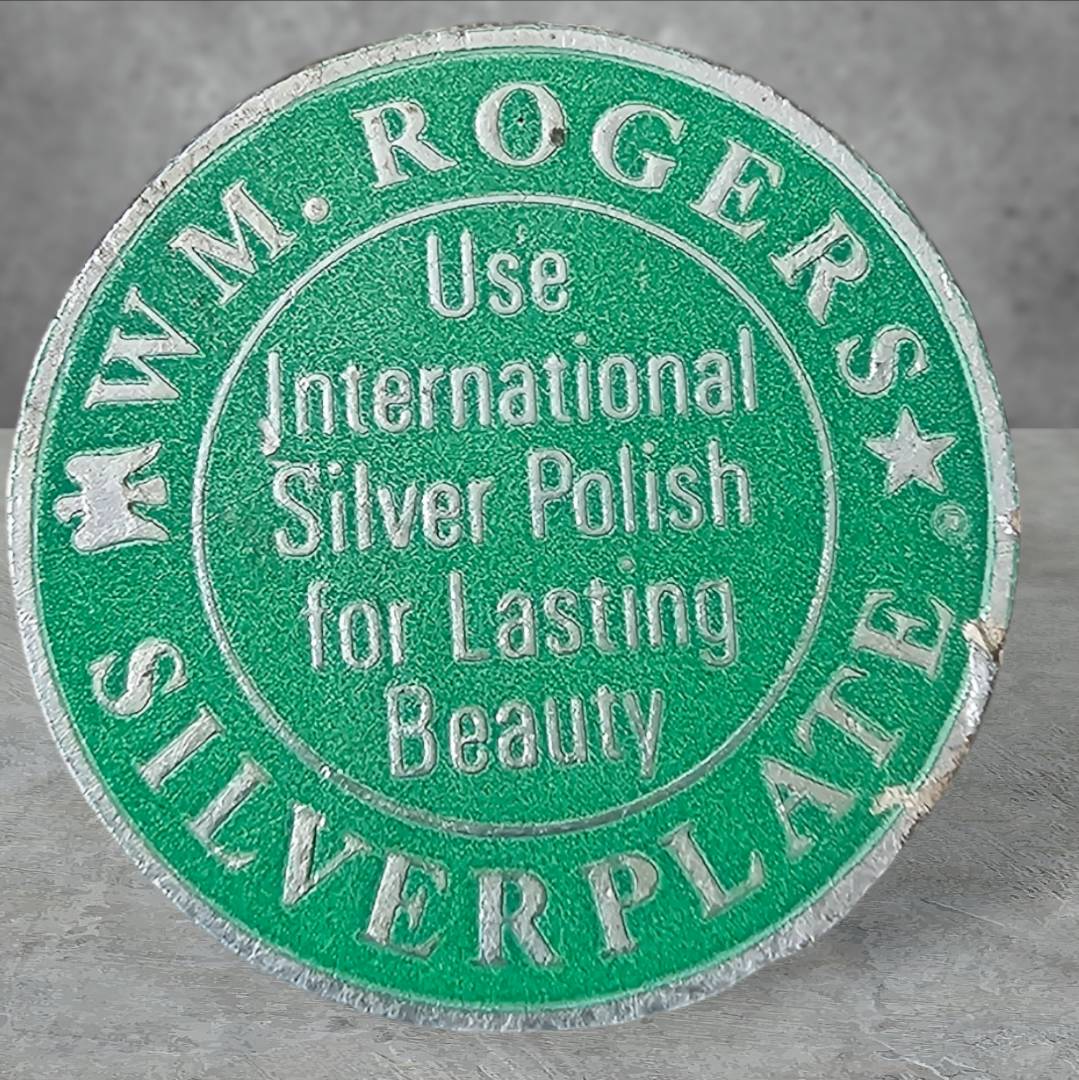 WM. ROGERS ★ ®
Use
International
Silver Polish
for Lasting
Beauty
SILVERPLATE